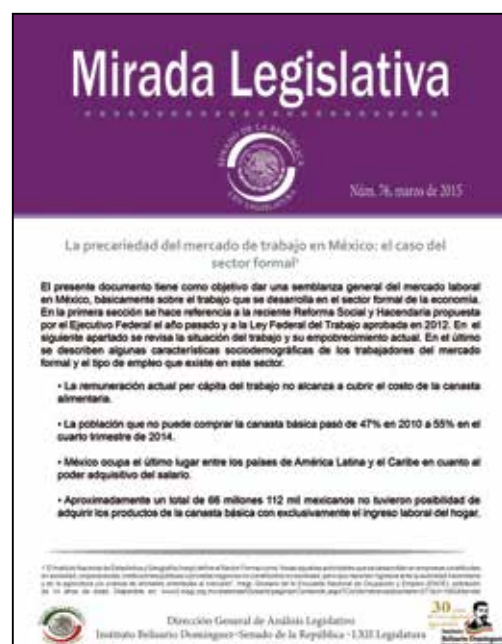 Mirada Legislativa
SENADO DE LA REPÚBLICA
LXII LEGISLATURA
Núm. 76, marzo de 2015
La precariedad del mercado de trabajo en México: el caso del
sector formal¹
El presente documento tiene como objetivo dar una semblanza general del mercado laboral
en México, básicamente sobre el trabajo que se desarrolla en el sector formal de la economía.
En la primera sección se hace referencia a la reciente Reforma Social y Hacendaria propuesta
por el Ejecutivo Federal el año pasado y a la Ley Federal del Trabajo aprobada en 2012. En el
siguiente apartado se revisa la situación del trabajo y su empobrecimiento actual. En el último
se describen algunas características sociodemográficas de los trabajadores del mercado
formal y el tipo de empleo que existe en este sector.
• La remuneración actual per cápita del trabajo no alcanza a cubrir el costo de la canasta
alimentaria.
• La población que no puede comprar la canasta básica pasó de 47% en 2010 a 55% en el
cuarto trimestre de 2014.
• México ocupa el último lugar entre los países de América Latina y el Caribe en cuanto al
poder adquisitivo del salario.
• Aproximadamente un total de 66 millones 112 mil mexicanos no tuvieron posibilidad de
adquirir los productos de la canasta básica con exclusivamente el ingreso laboral del hogar.
Dirección General de Análisis Legislativo
Instituto Belisario Domínguez-Senado de la República -LXII Legislatura
30
Belisario Domínguez